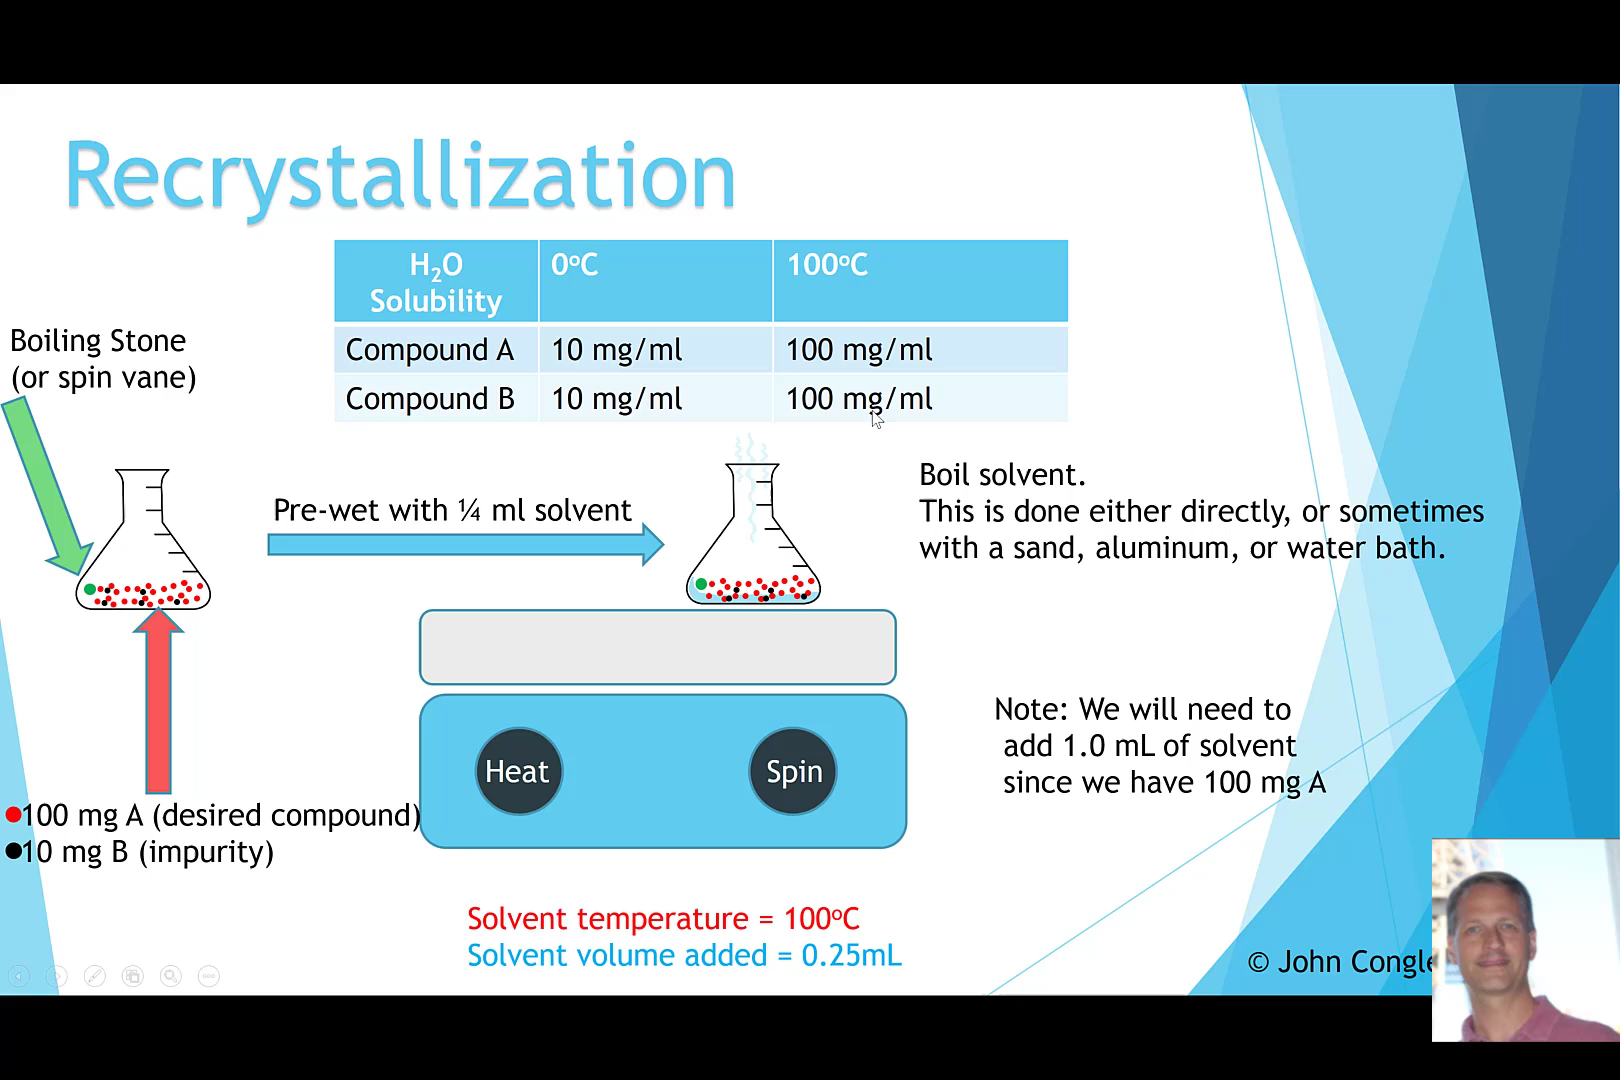 Recrystallization
H₂O 0ºC 100ºC
Solubility
Compound A 10 mg/ml 100 mg/ml
Compound B 10 mg/ml 100 mg/ml
Boiling Stone
(or spin vane)
Pre-wet with ¼ ml solvent
Boil solvent.
This is done either directly, or sometimes
with a sand, aluminum, or water bath.
Heat
Spin
Note: We will need to
add 1.0 mL of solvent
since we have 100 mg A
100 mg A (desired compound)
10 mg B (impurity)
Solvent temperature = 100ºC
Solvent volume added = 0.25mL
© John